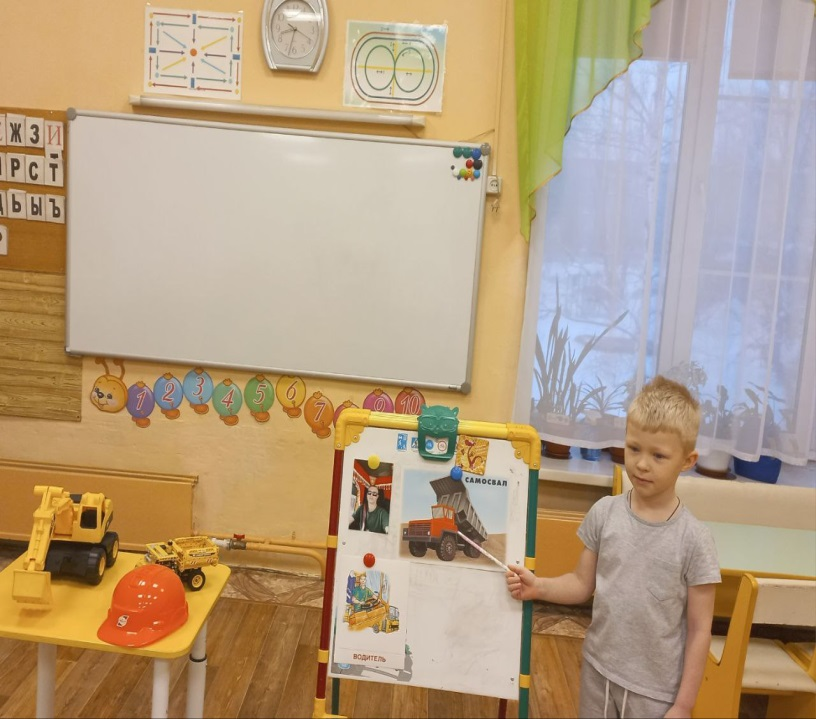 Ж З И
Р С Т
Ь Ы Ъ
1 2 3 4 5 6 7 9 10
САМОСВАЛ
ВОДИТЕЛЬ